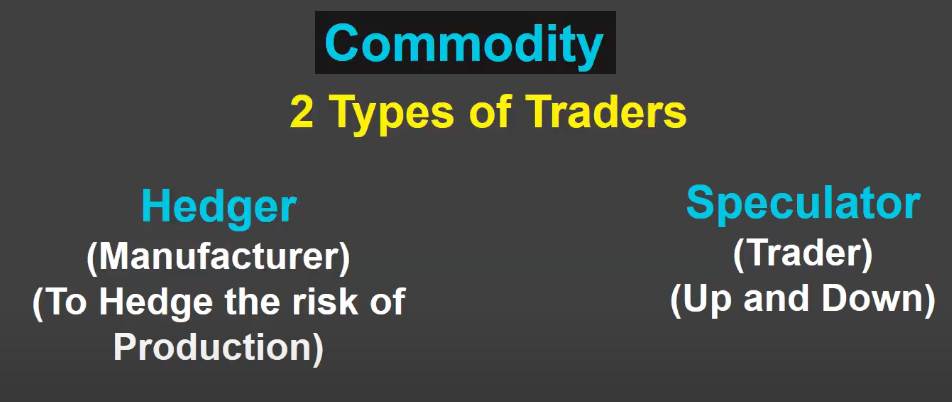 Commodity
2 Types of Traders
Hedger
(Manufacturer)
(To Hedge the risk of
Production)
Speculator
(Trader)
(Up and Down)